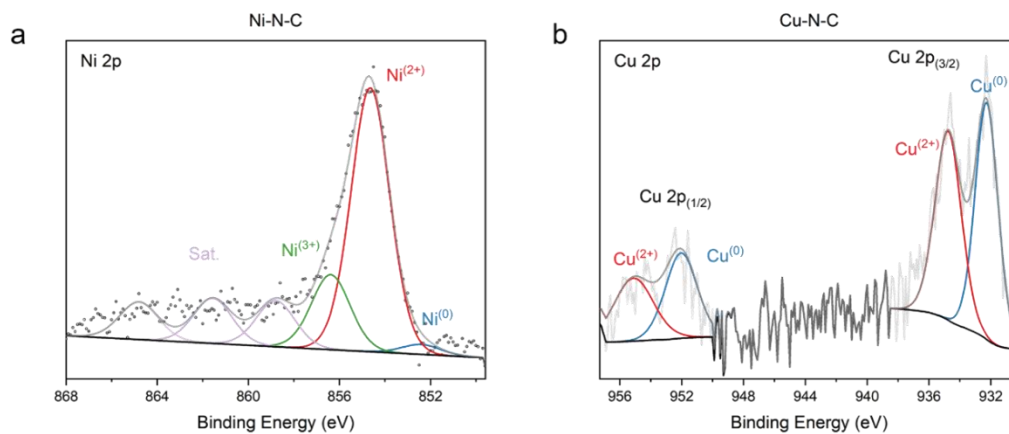 Ni-N-C
a
Ni 2p
Ni(2+)
Ni(3+)
Sat.
Ni(0)
868 864 860 856 852
Binding Energy (eV)
Cu-N-C
b
Cu 2p
Cu 2p(3/2)
Cu(0)
Cu(2+)
Cu 2p(1/2)
Cu(2+)
Cu(0)
956 952 948 944 940 936 932
Binding Energy (eV)